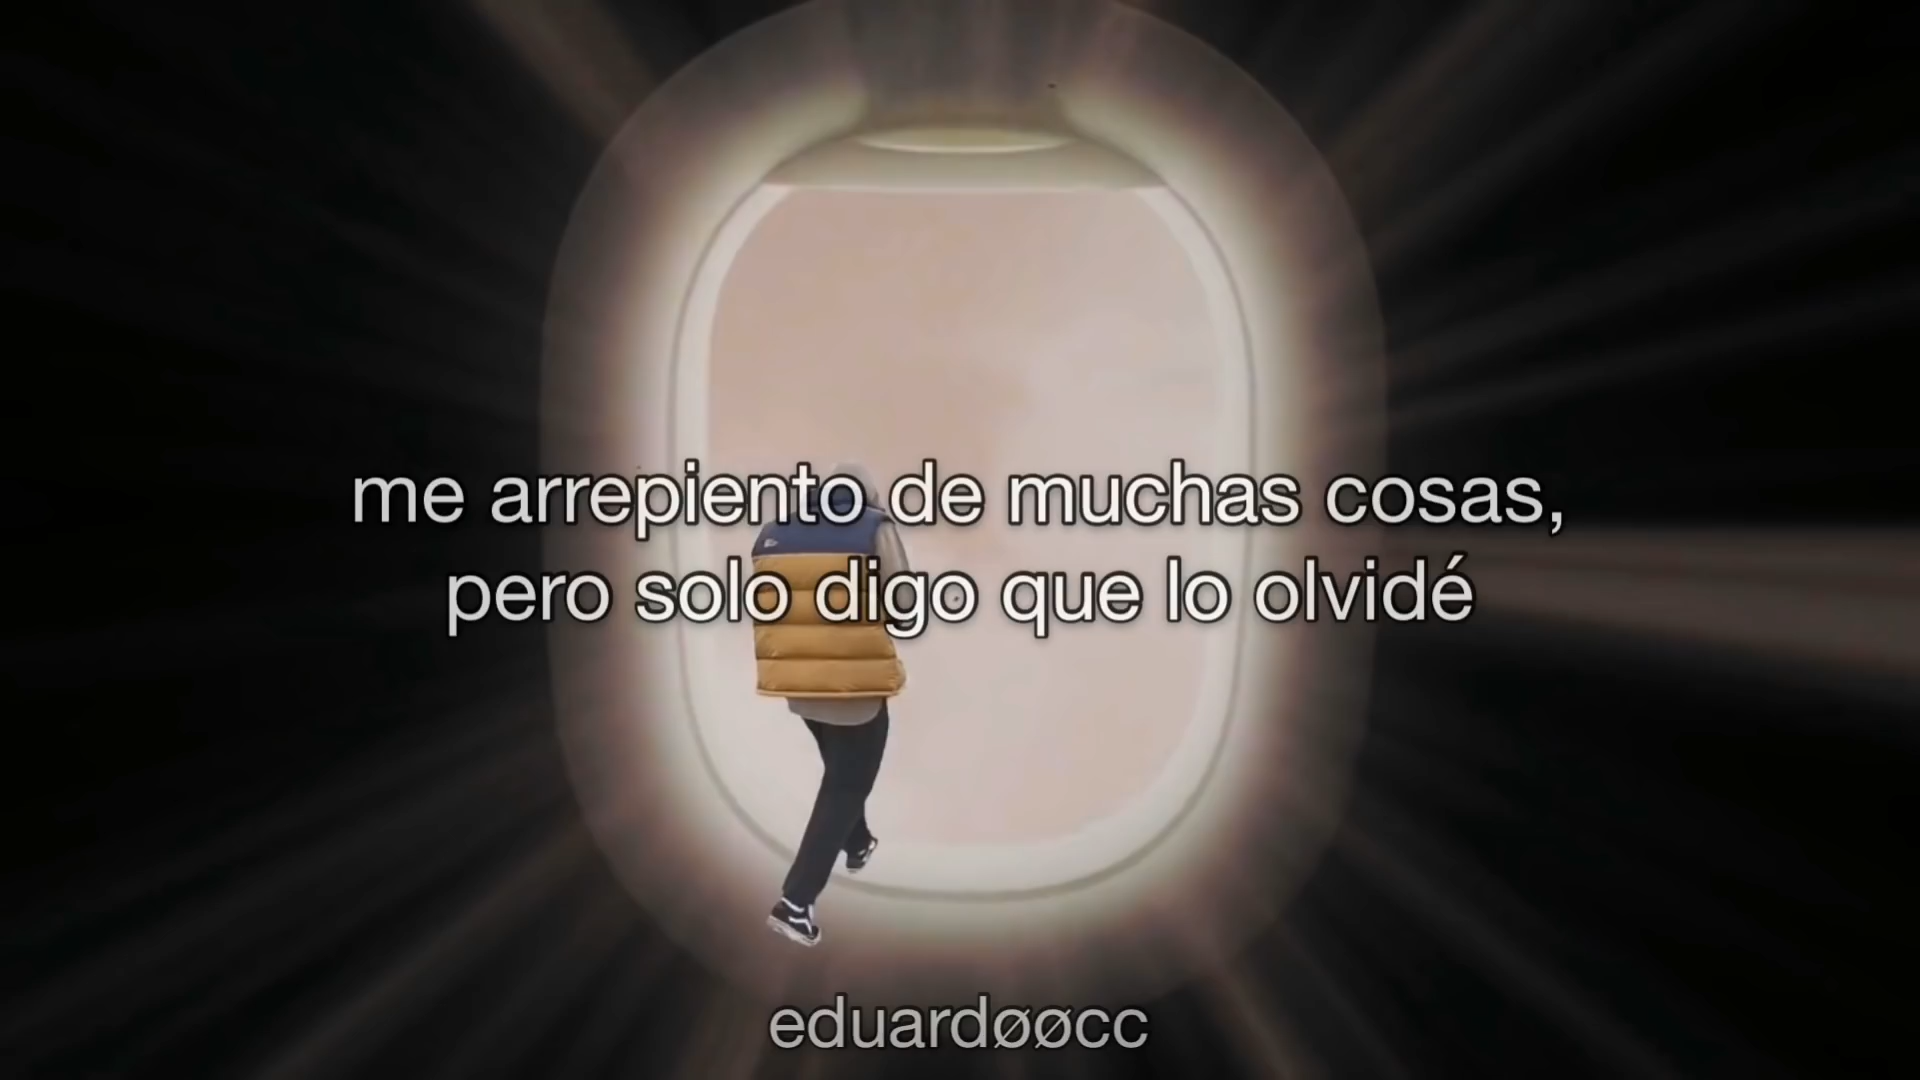 me arrepiento de muchas cosas,
pero solo digo que lo olvidé
eduardøøcc